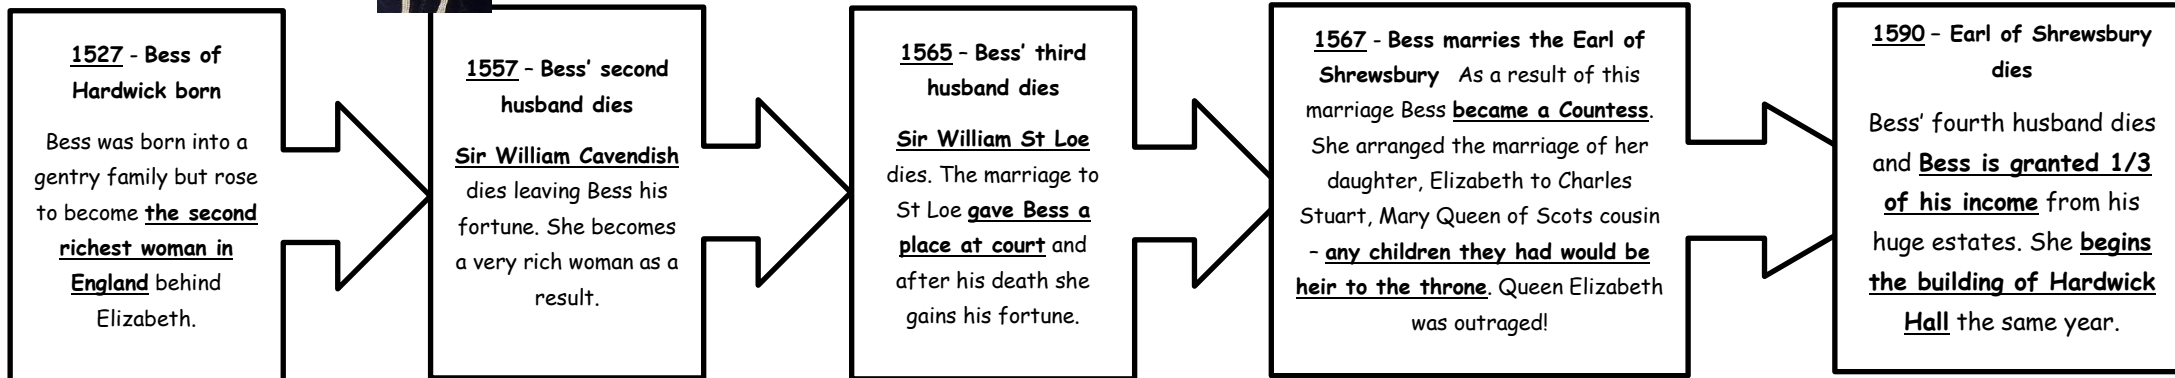 1527 - Bess of
Hardwick born
Bess was born into a
gentry family but rose
to become the second
richest woman in
England behind
Elizabeth.
1557 – Bess' second
husband dies
Sir William Cavendish
dies leaving Bess his
fortune. She becomes
a very rich woman as a
result.
1565 – Bess' third
husband dies
Sir William St Loe
dies. The marriage to
St Loe gave Bess a
place at court and
after his death she
gains his fortune.
1567 - Bess marries the Earl of
Shrewsbury As a result of this
marriage Bess became a Countess.
She arranged the marriage of her
daughter, Elizabeth to Charles
Stuart, Mary Queen of Scots cousin
– any children they had would be
heir to the throne. Queen Elizabeth
was outraged!
1590 – Earl of Shrewsbury
dies
Bess' fourth husband dies
and Bess is granted 1/3
of his income from his
huge estates. She begins
the building of Hardwick
Hall the same year.